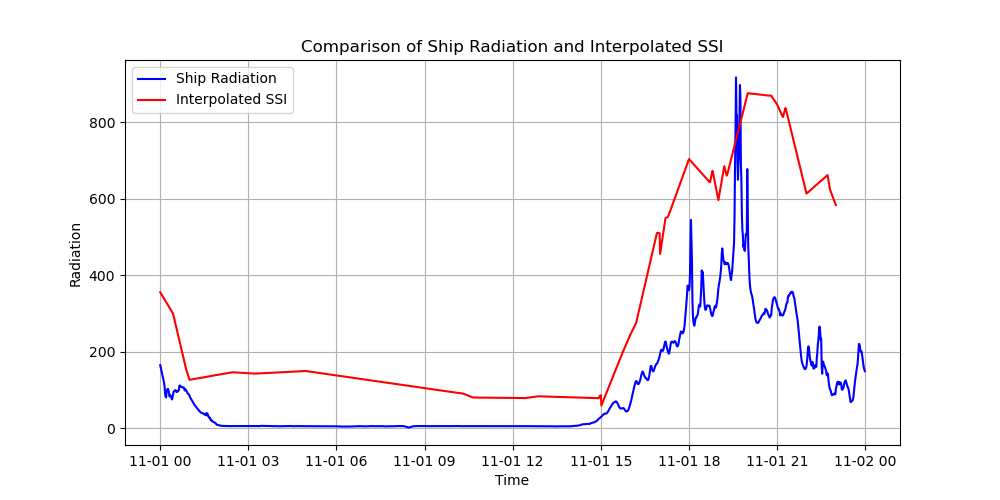 Comparison of Ship Radiation and Interpolated SSI
Ship Radiation
Interpolated SSI
Radiation
800
600
400
200
0
11-01 00
11-01 03
11-01 06
11-01 09
11-01 12
11-01 15
11-01 18
11-01 21
11-02 00
Time